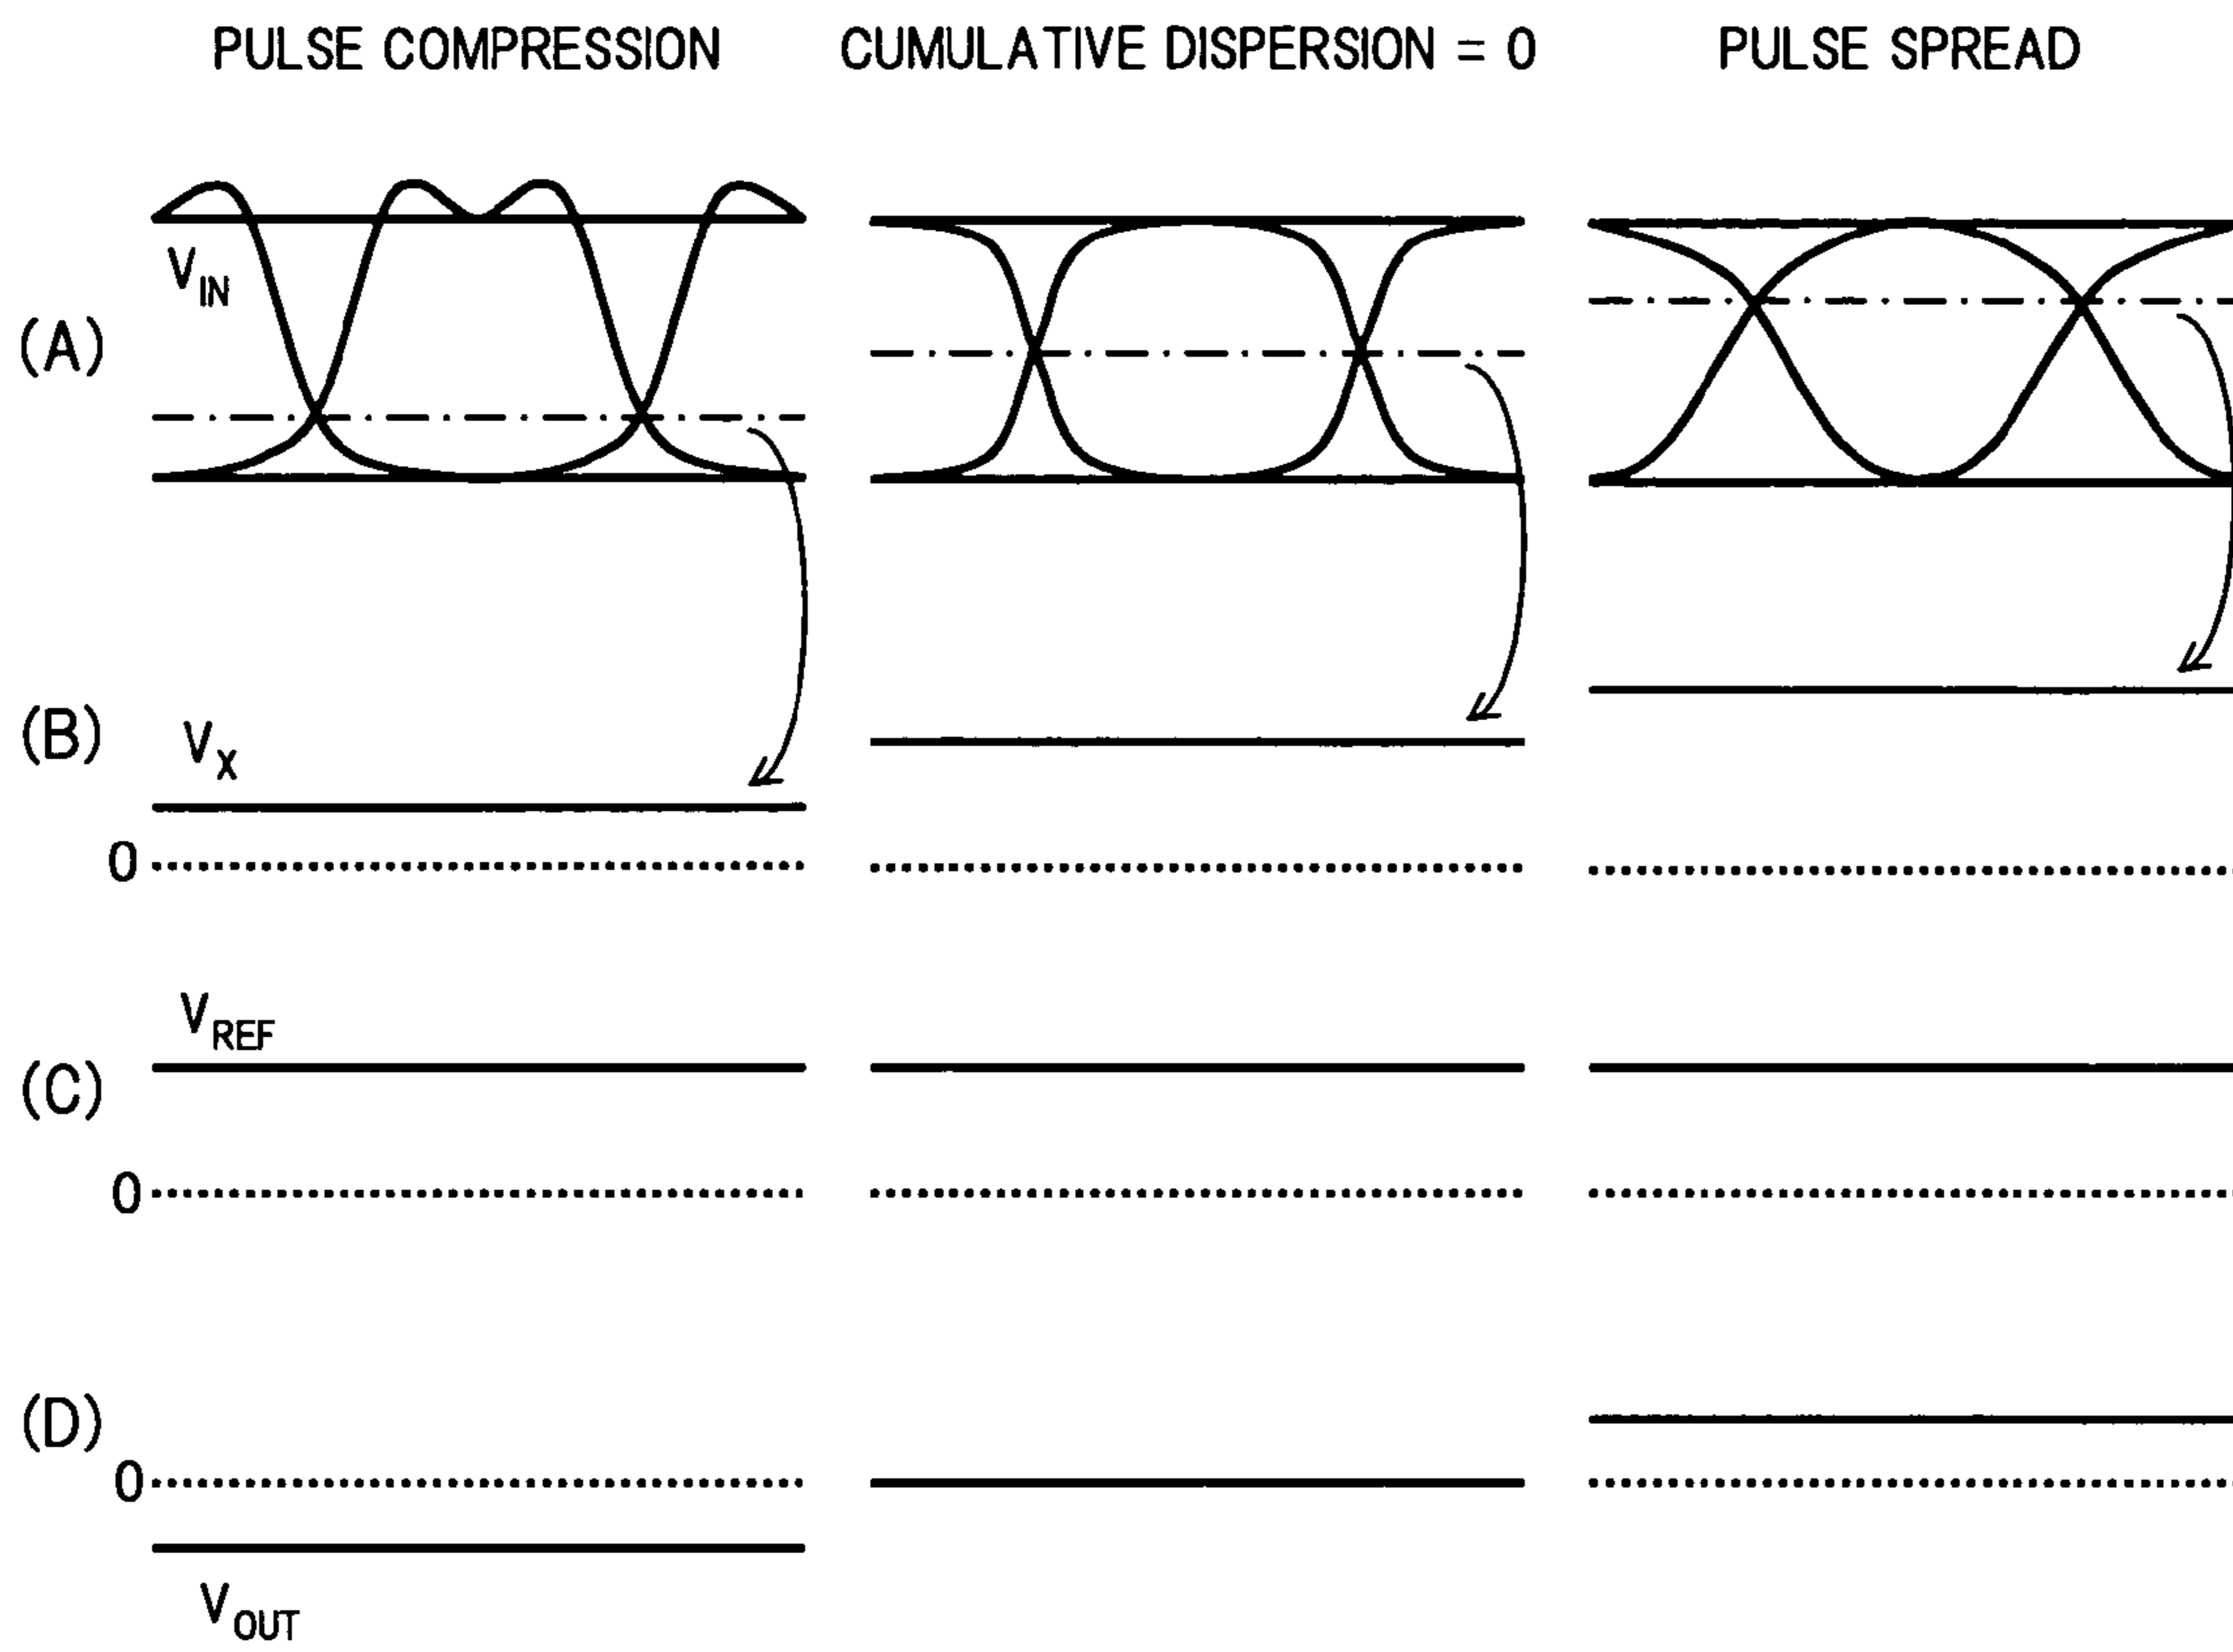 PULSE COMPRESSION
CUMULATIVE DISPERSION = 0
PULSE SPREAD
(A)
V_IN
(B)
V_X
0
(C)
V_REF
0
(D)
0
V_OUT